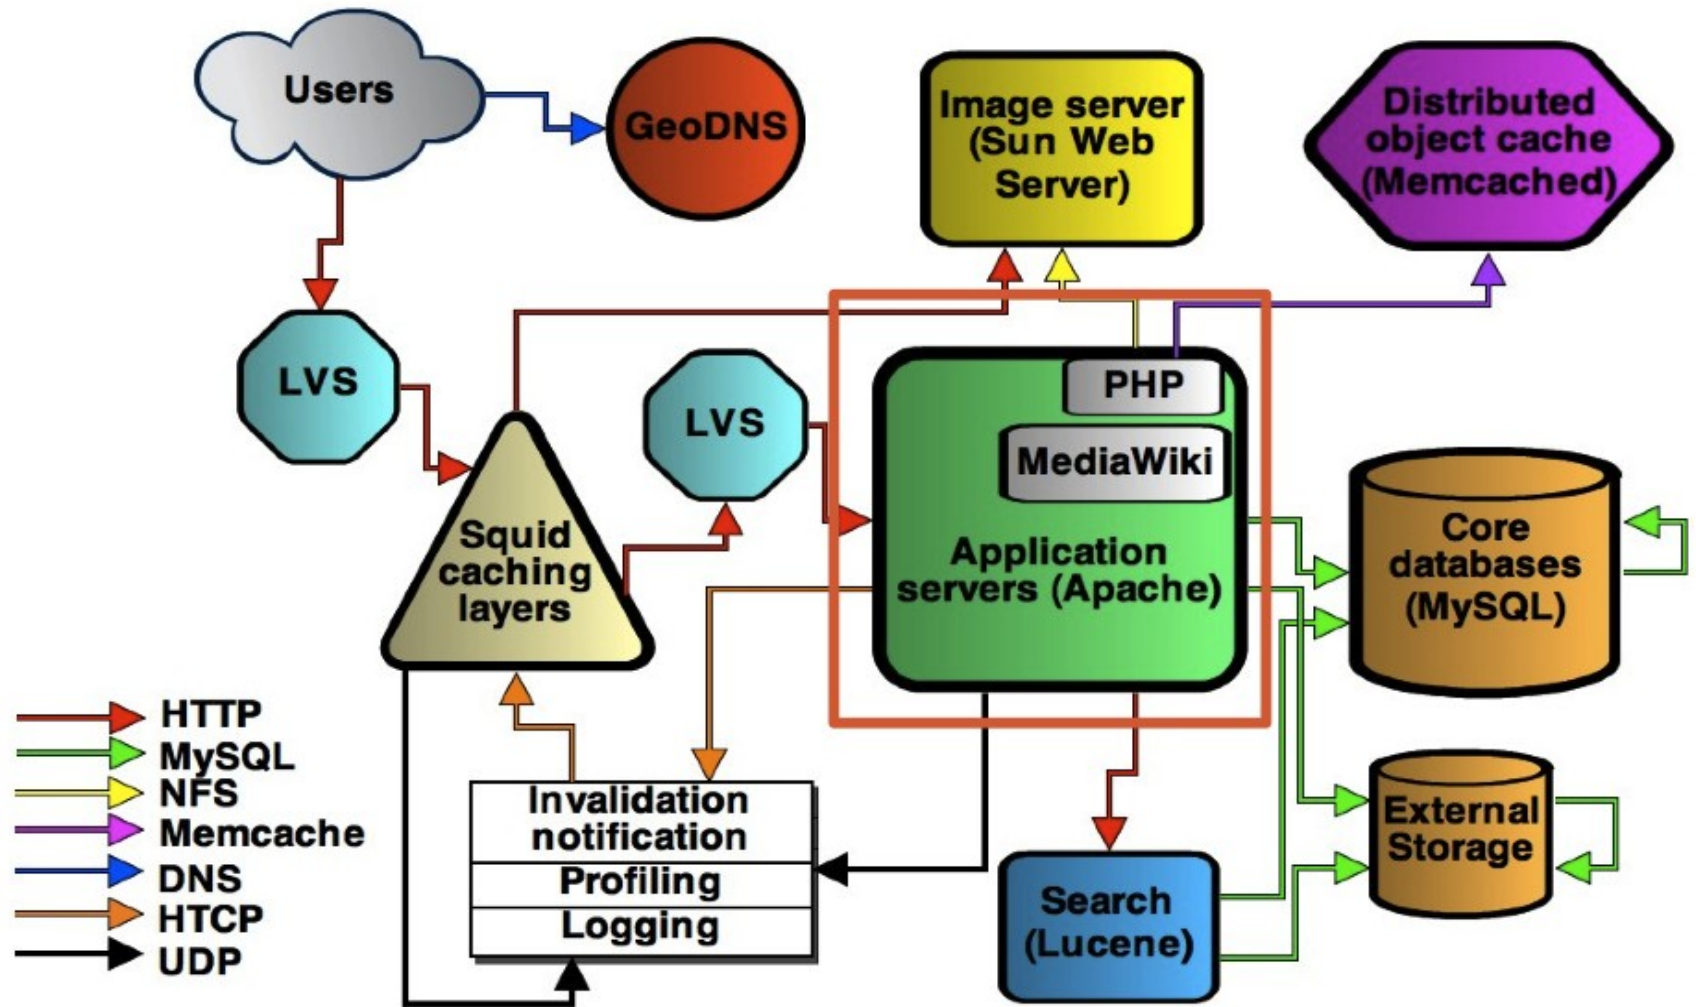 Users
GeoDNS
Image server
(Sun Web
Server)
Distributed
object cache
(Memcached)
LVS
LVS
PHP
MediaWiki
Squid
caching
layers
Application
servers (Apache)
Core
databases
(MySQL)
HTTP
MySQL
NFS
Memcache
DNS
HTCP
UDP
Invalidation
notification
Profiling
Logging
Search
(Lucene)
External
Storage